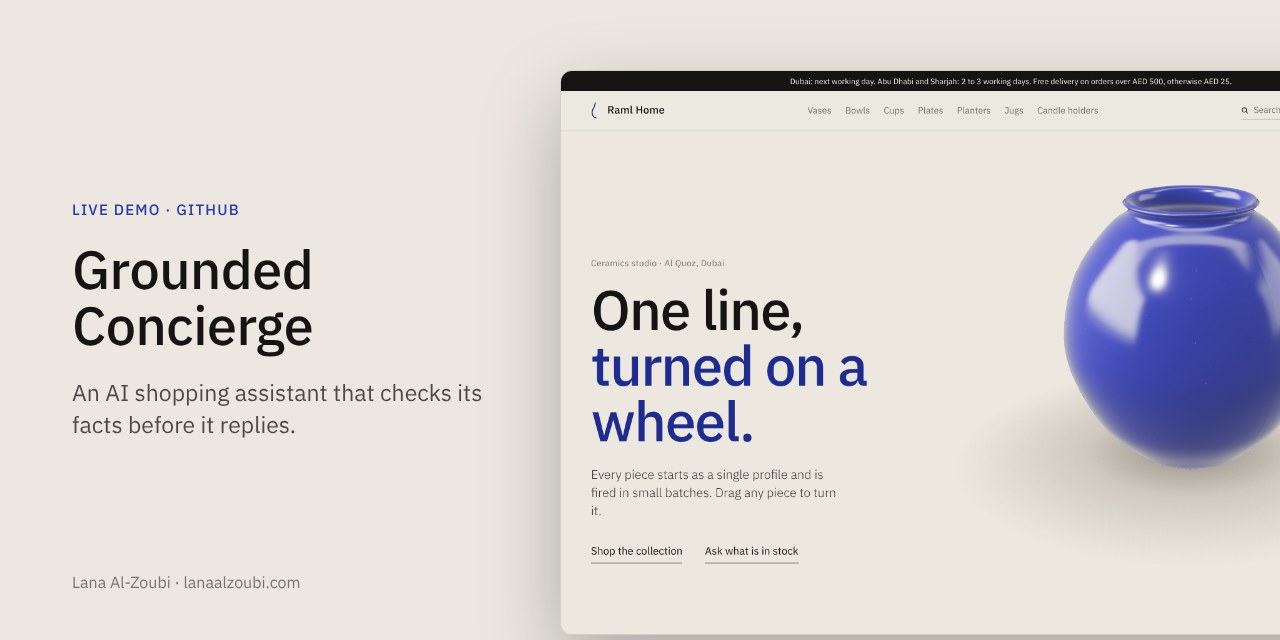 LIVE DEMO · GITHUB
Grounded
Concierge
An AI shopping assistant that checks its
facts before it replies.
Lana Al-Zoubi · lanaalzoubi.com
Dubai: next working day. Abu Dhabi and Sharjah: 2 to 3 working days. Free delivery on orders over AED 500, otherwise AED 25.
Raml Home
Vases Bowls Cups Plates Planters Jugs Candle holders
Search
Ceramics studio · Al Quoz, Dubai
One line,
turned on a
wheel.
Every piece starts as a single profile and is
fired in small batches. Drag any piece to turn
it.
Shop the collection Ask what is in stock